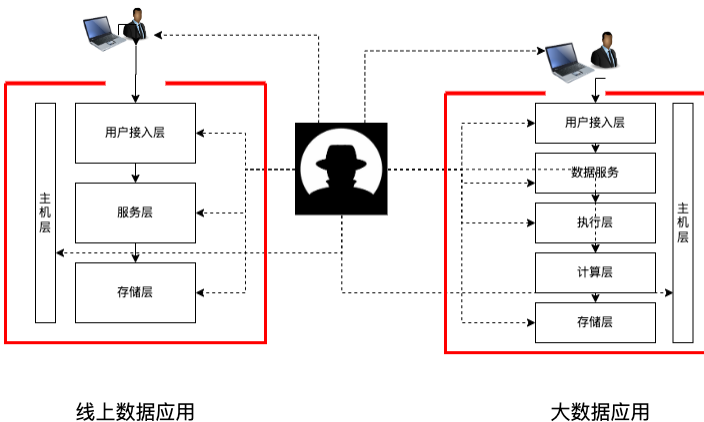 用户接入层
服务层
存储层
主机层
线上数据应用
用户接入层
数据服务
执行层
计算层
存储层
主机层
大数据应用